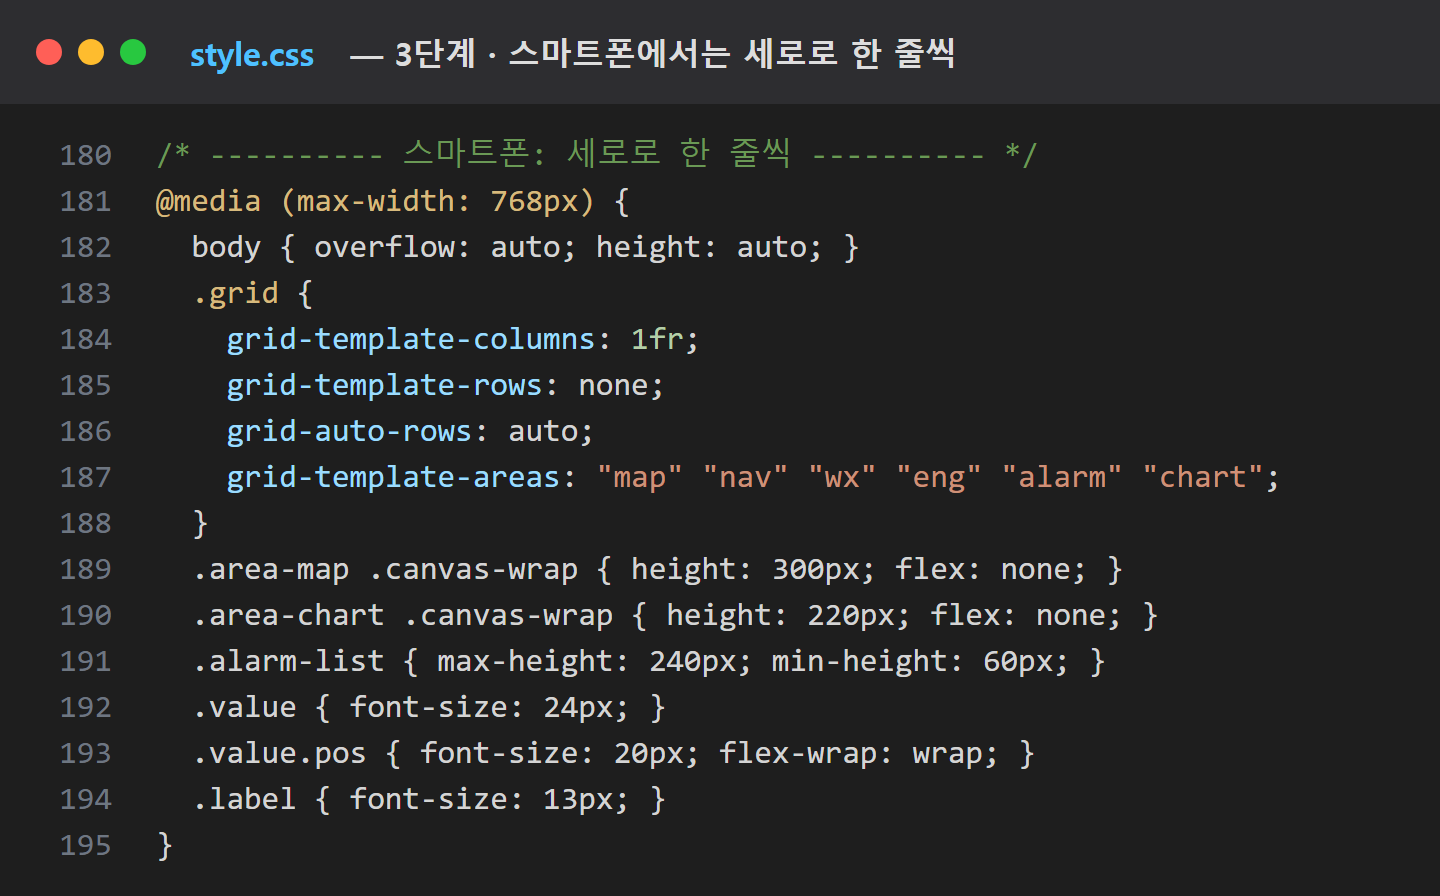 style.css — 3단계 · 스마트폰에서는 세로로 한 줄씩
180 /* ---------- 스마트폰: 세로로 한 줄씩 ---------- */
181 @media (max-width: 768px) {
182 body { overflow: auto; height: auto; }
183 .grid {
184 grid-template-columns: 1fr;
185 grid-template-rows: none;
186 grid-auto-rows: auto;
187 grid-template-areas: "map" "nav" "wx" "eng" "alarm" "chart";
188 }
189 .area-map .canvas-wrap { height: 300px; flex: none; }
190 .area-chart .canvas-wrap { height: 220px; flex: none; }
191 .alarm-list { max-height: 240px; min-height: 60px; }
192 .value { font-size: 24px; }
193 .value.pos { font-size: 20px; flex-wrap: wrap; }
194 .label { font-size: 13px; }
195 }